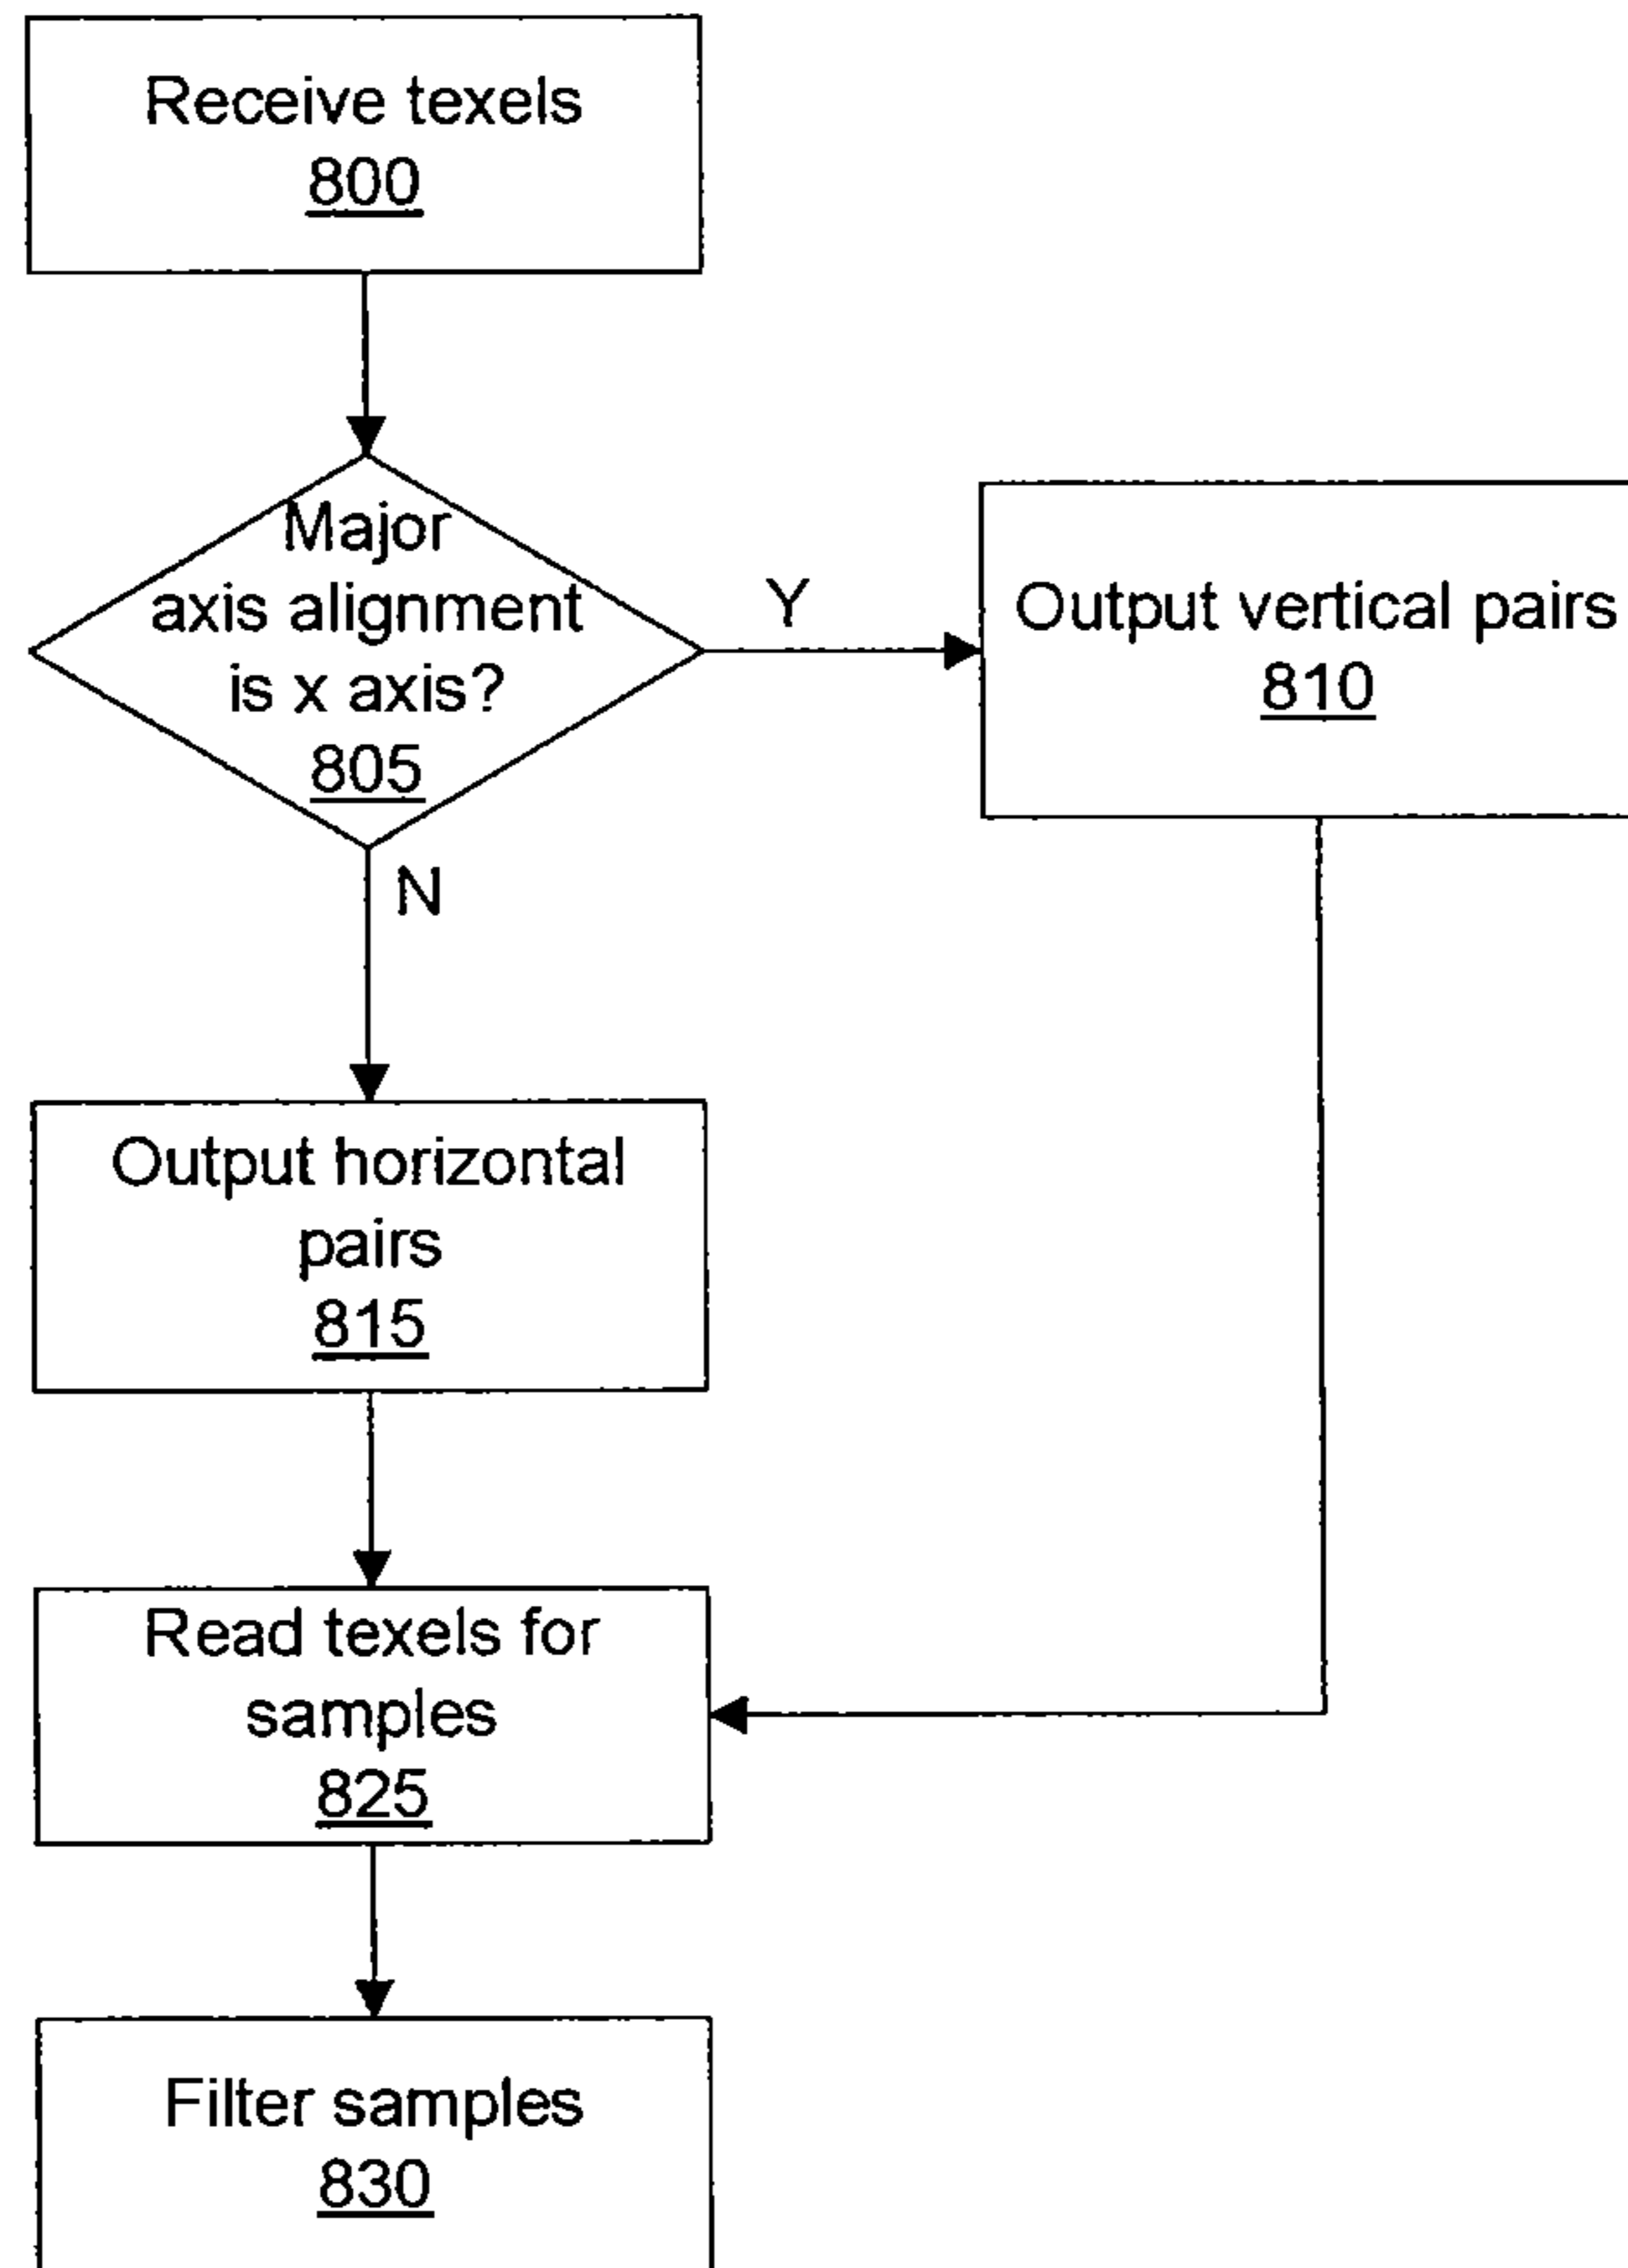 Receive texels
800
Major
axis alignment
is x axis?
805
Y
Output vertical pairs
810
N
Output horizontal
pairs
815
Read texels for
samples
825
Filter samples
830